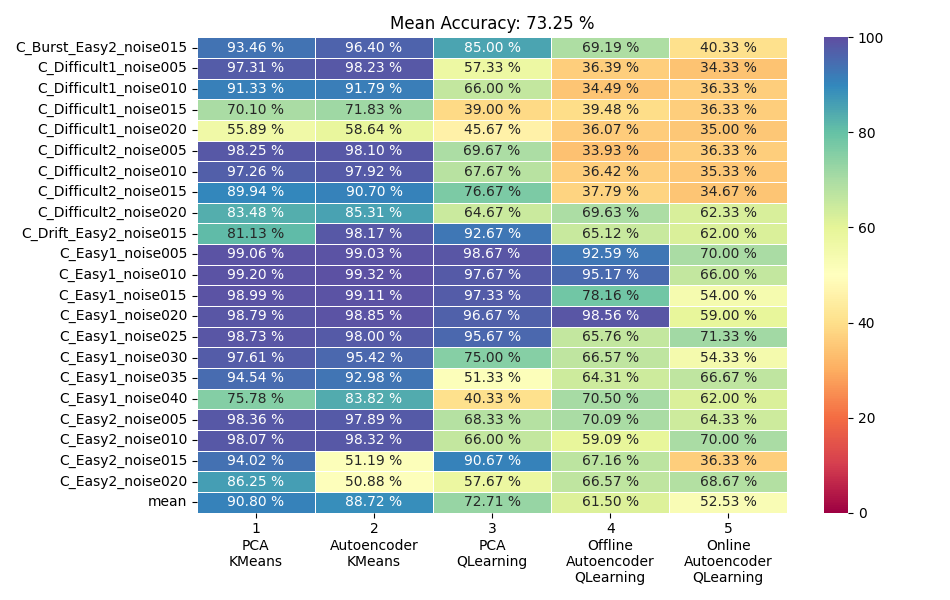 Mean Accuracy: 73.25 %
C_Burst_Easy2_noise015 93.46 % 96.40 % 85.00 % 69.19 % 40.33 %
C_Difficult1_noise005 97.31 % 98.23 % 57.33 % 36.39 % 34.33 %
C_Difficult1_noise010 91.33 % 91.79 % 66.00 % 34.49 % 36.33 %
C_Difficult1_noise015 70.10 % 71.83 % 39.00 % 39.48 % 36.33 %
C_Difficult1_noise020 55.89 % 58.64 % 45.67 % 36.07 % 35.00 %
C_Difficult2_noise005 98.25 % 98.10 % 69.67 % 33.93 % 36.33 %
C_Difficult2_noise010 97.26 % 97.92 % 67.67 % 36.42 % 35.33 %
C_Difficult2_noise015 89.94 % 90.70 % 76.67 % 37.79 % 34.67 %
C_Difficult2_noise020 83.48 % 85.31 % 64.67 % 69.63 % 62.33 %
C_Drift_Easy2_noise015 81.13 % 98.17 % 92.67 % 65.12 % 62.00 %
C_Easy1_noise005 99.06 % 99.03 % 98.67 % 92.59 % 70.00 %
C_Easy1_noise010 99.20 % 99.32 % 97.67 % 95.17 % 66.00 %
C_Easy1_noise015 98.99 % 99.11 % 97.33 % 78.16 % 54.00 %
C_Easy1_noise020 98.79 % 98.85 % 96.67 % 98.56 % 59.00 %
C_Easy1_noise025 98.73 % 98.00 % 95.67 % 65.76 % 71.33 %
C_Easy1_noise030 97.61 % 95.42 % 75.00 % 66.57 % 54.33 %
C_Easy1_noise035 94.54 % 92.98 % 51.33 % 64.31 % 66.67 %
C_Easy1_noise040 75.78 % 83.82 % 40.33 % 70.50 % 62.00 %
C_Easy2_noise005 98.36 % 97.89 % 68.33 % 70.09 % 64.33 %
C_Easy2_noise010 98.07 % 98.32 % 66.00 % 59.09 % 70.00 %
C_Easy2_noise015 94.02 % 51.19 % 90.67 % 67.16 % 36.33 %
C_Easy2_noise020 86.25 % 50.88 % 57.67 % 66.57 % 68.67 %
mean 90.80 % 88.72 % 72.71 % 61.50 % 52.53 %
1 2 3 4 5
PCA Autoencoder PCA Offline Online
KMeans KMeans QLearning Autoencoder Autoencoder
QLearning QLearning
100
80
60
40
20
0